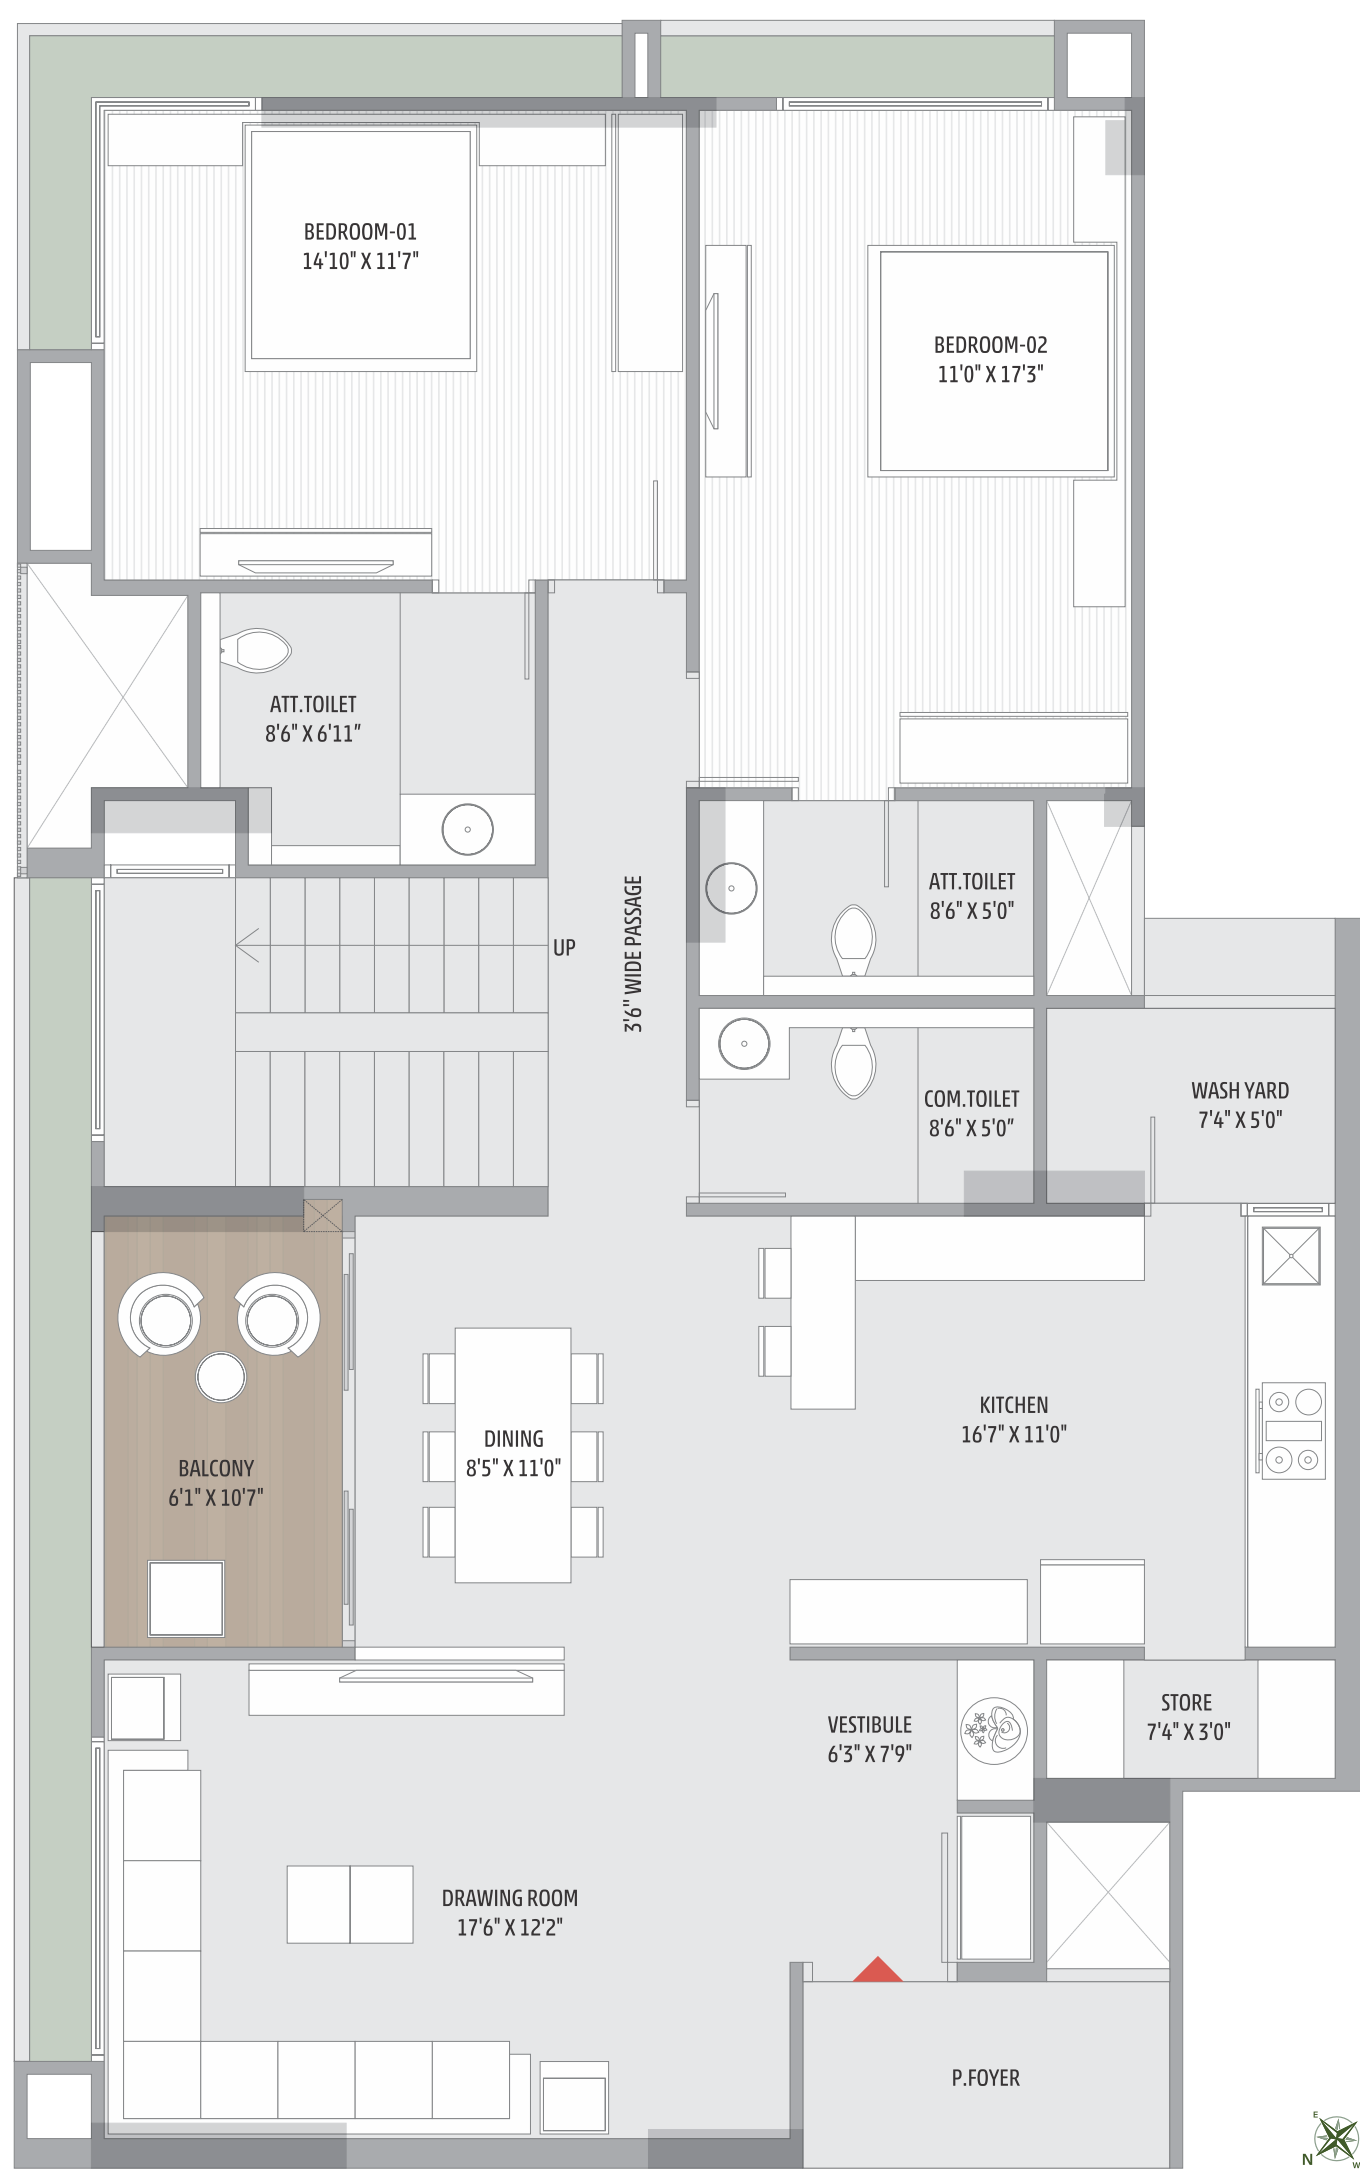 BEDROOM-01
14'10" X 11'7"
BEDROOM-02
11'0" X 17'3"
ATT.TOILET
8'6" X 6'11"
ATT.TOILET
8'6" X 5'0"
UP
3'6" WIDE PASSAGE
COM.TOILET
8'6" X 5'0"
WASH YARD
7'4" X 5'0"
KITCHEN
16'7" X 11'0"
DINING
8'5" X 11'0"
BALCONY
6'1" X 10'7"
STORE
7'4" X 3'0"
VESTIBULE
6'3" X 7'9"
DRAWING ROOM
17'6" X 12'2"
P.FOYER
E
N
W